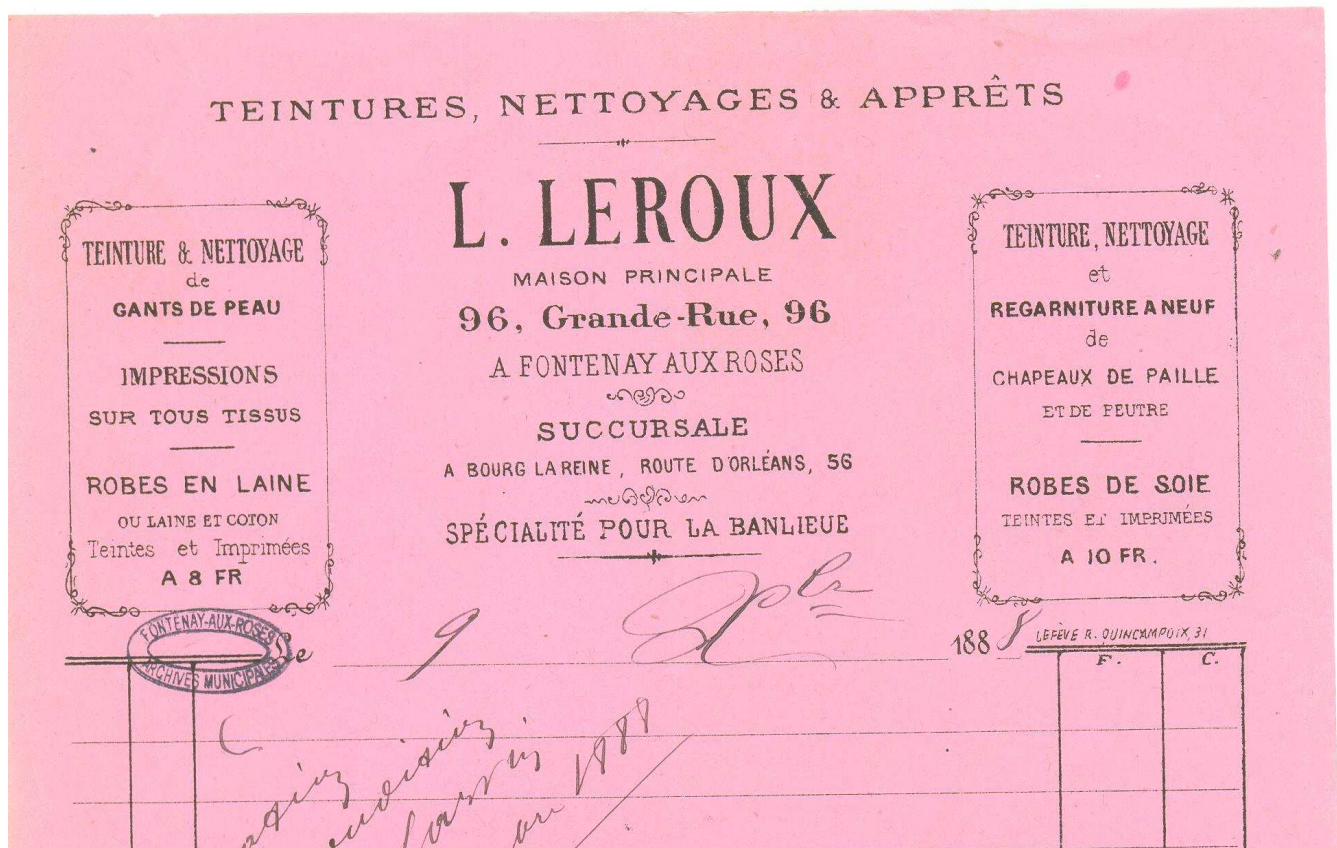 TEINTURES, NETTOYAGES & APPRÊTS
L. LEROUX
MAISON PRINCIPALE
96, Grande-Rue, 96
A FONTENAY AUX ROSES
SUCCURSALE
A BOURG LA REINE, ROUTE D'ORLÉANS, 56
SPÉCIALITÉ POUR LA BANLIEUE
TEINTURE & NETTOYAGE
de
GANTS DE PEAU
IMPRESSIONS
SUR TOUS TISSUS
ROBES EN LAINE
OU LAINE ET COTON
Teintes et Imprimées
A 8 FR
TEINTURE, NETTOYAGE
et
REGARNITURE A NEUF
de
CHAPEAUX DE PAILLE
ET DE FEUTRE
ROBES DE SOIE
TEINTES ET IMPRIMÉES
A 10 FR.
FONTENAY-AUX-ROSES
ARCHIVES MUNICIPALES
Le 9 1888
LEFÈVE R. QUINCAMPOIX, 31
F. C.
1888